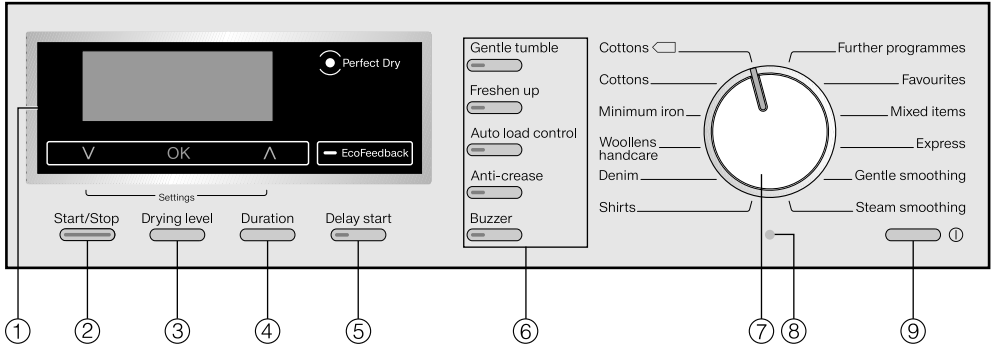 Perfect Dry
∨ OK ∧
EcoFeedback
Settings
Start/Stop
Drying level
Duration
Delay start
Gentle tumble
Freshen up
Auto load control
Anti-crease
Buzzer
Cottons
Cottons
Minimum iron
Woollens
handcare
Denim
Shirts
Further programmes
Favourites
Mixed items
Express
Gentle smoothing
Steam smoothing
① ② ③ ④ ⑤ ⑥ ⑦ ⑧ ⑨